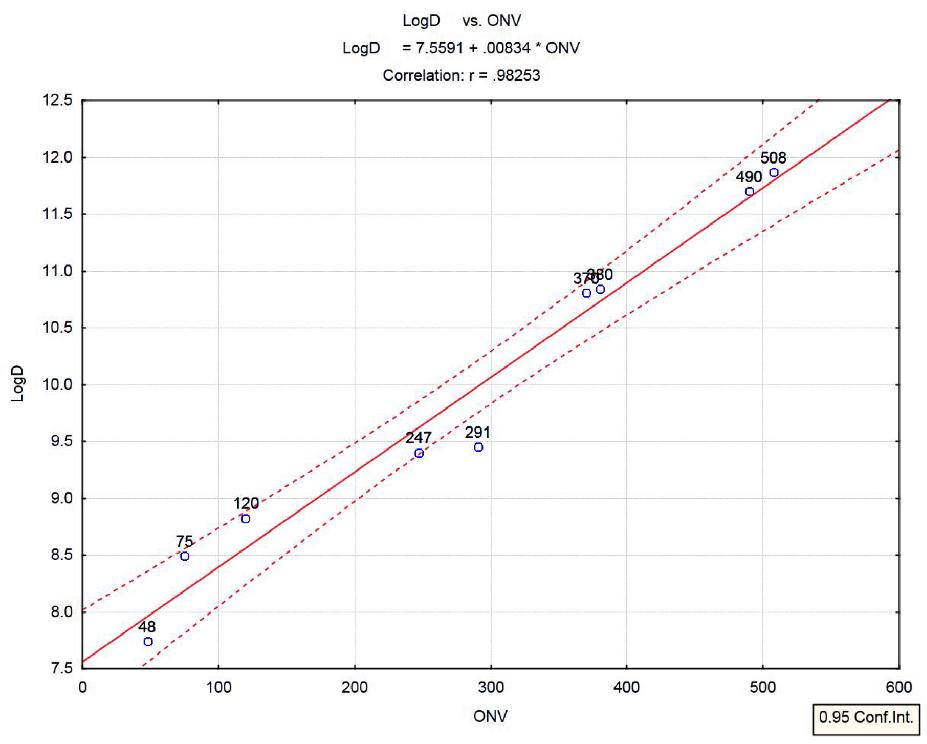 LogD vs. ONV
LogD = 7.5591 + .00834 * ONV
Correlation: r = .98253
12.5
12.0
11.5
11.0
10.5
10.0
9.5
9.0
8.5
8.0
7.5
LogD
508
490
370
380
247
291
120
75
48
0 100 200 300 400 500 600
ONV
0.95 Conf.Int.